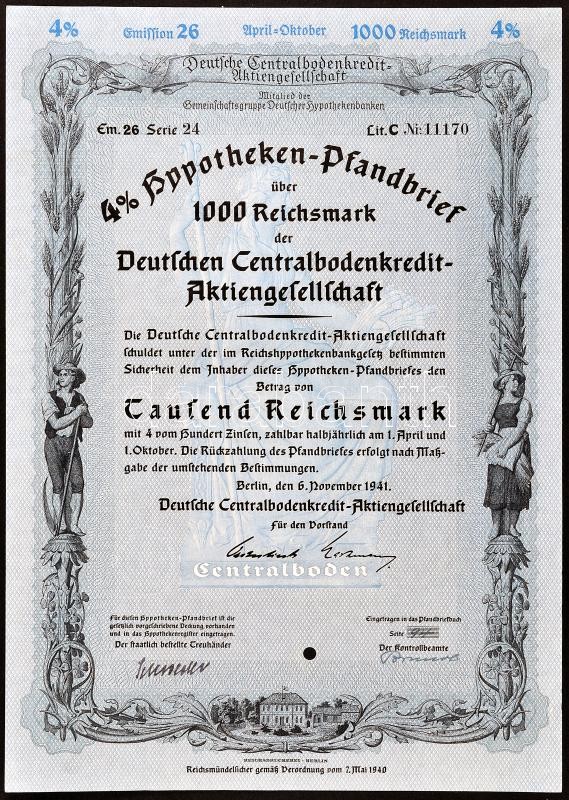 4% Emission 26 April-Oktober 1000 Reichsmark 4%
Deutsche Centralbodenkredit-
Aktiengesellschaft
Mitglied der
Gemeinschaftsgruppe Deutscher Hypothekenbanken
Em. 26 Serie 24 Lit. C № 11170
4% Hypotheken-Pfandbrief
über
1000 Reichsmark
der
Deutschen Centralbodenkredit-
Aktiengesellschaft
Die Deutsche Centralbodenkredit-Aktiengesellschaft
schuldet unter der im Reichshypothekenbankgesetz bestimmten
Sicherheit dem Inhaber dieses Hypotheken-Pfandbriefes den
Betrag von
Tausend Reichsmark
mit 4 vom Hundert Zinsen, zahlbar halbjährlich am 1. April und
1. Oktober. Die Rückzahlung des Pfandbriefes erfolgt nach Maß-
gabe der umstehenden Bestimmungen.
Berlin, den 6. November 1941.
Deutsche Centralbodenkredit-Aktiengesellschaft
Für den Vorstand
Centralboden
Für diesen Hypotheken-Pfandbrief ist die
gesetzlich vorgeschriebene Deckung vorhanden
und in das Hypothekenregister eingetragen.
Der staatlich bestellte Treuhänder
Eingetragen in das Pfandbriefbuch
Seite
Der Kontrollbeamte
REICHSDRUCKEREI · BERLIN
Reichsmündelsicher gemäß Verordnung vom 7. Mai 1940